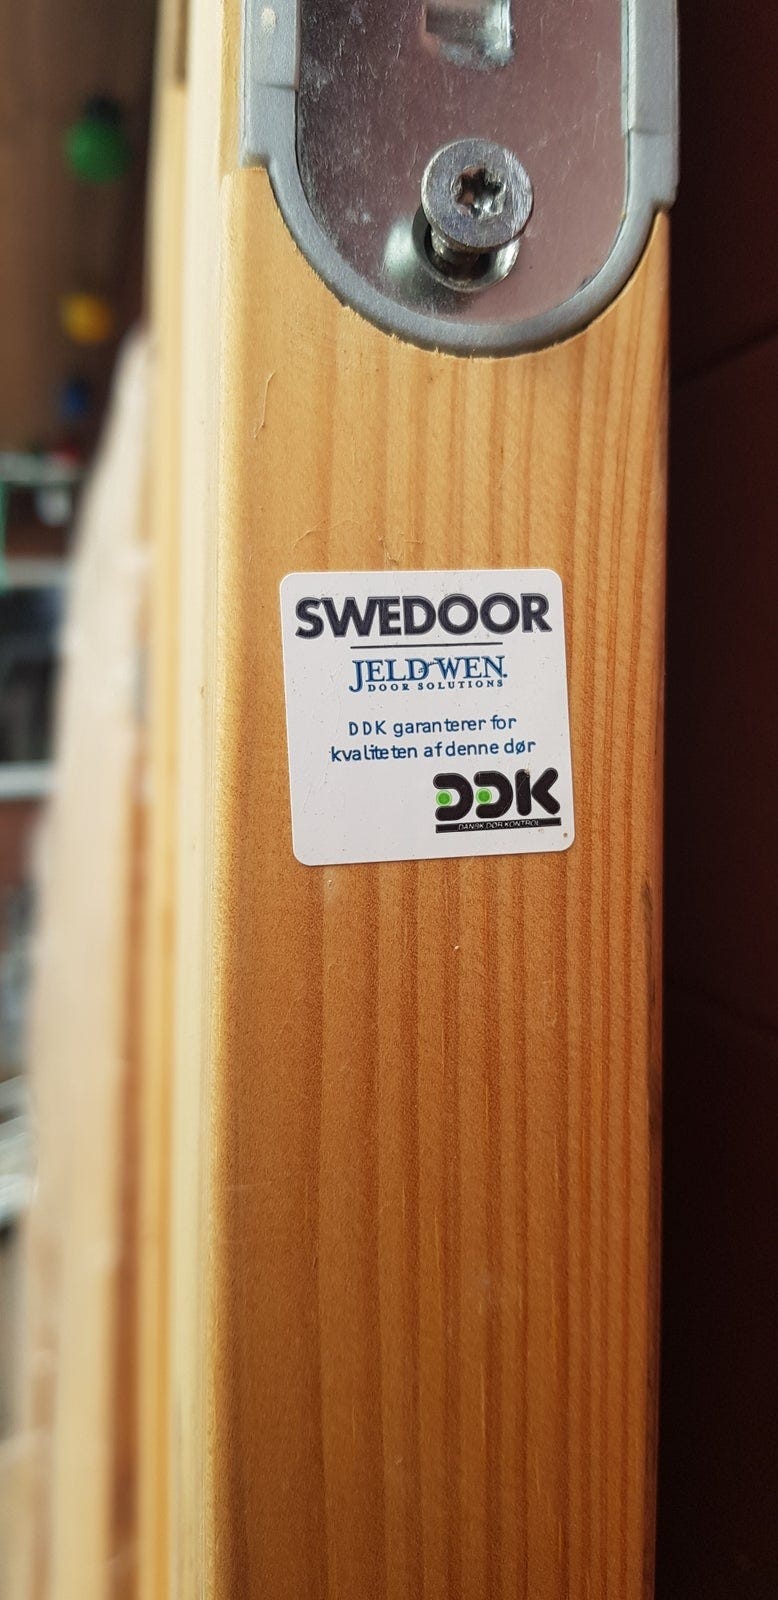 SWEDOOR
JELD-WEN.
DOOR SOLUTIONS
DDK garanterer for
kvaliteten af denne dør
DDK
DANSK DØR KONTROL